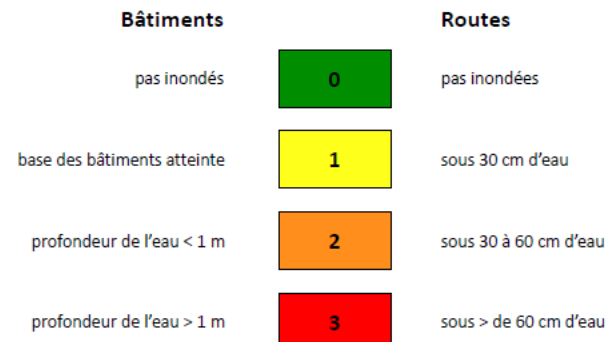 Bâtiments Routes
pas inondés 0 pas inondées
base des bâtiments atteinte 1 sous 30 cm d'eau
profondeur de l'eau < 1 m 2 sous 30 à 60 cm d'eau
profondeur de l'eau > 1 m 3 sous > de 60 cm d'eau